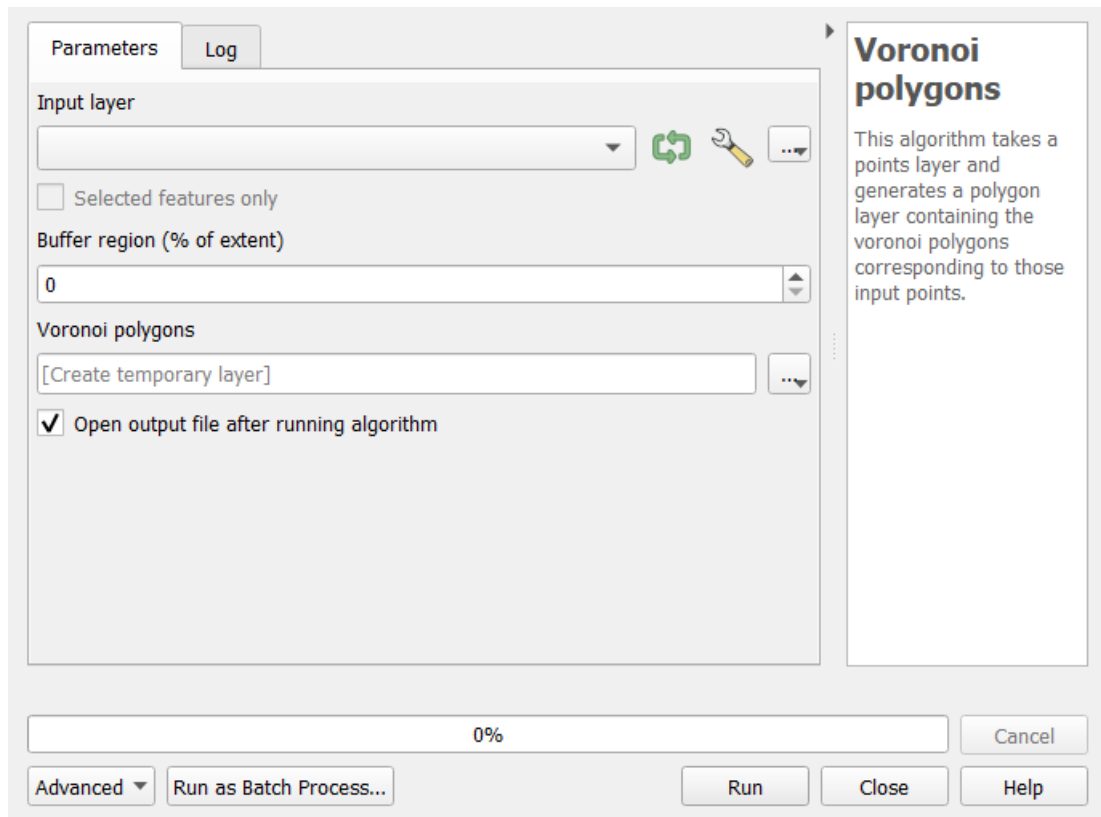 Parameters
Log
Input layer
...
Selected features only
Buffer region (% of extent)
0
Voronoi polygons
[Create temporary layer]
...
Open output file after running algorithm
Voronoi
polygons
This algorithm takes a
points layer and
generates a polygon
layer containing the
voronoi polygons
corresponding to those
input points.
0%
Cancel
Advanced
Run as Batch Process...
Run
Close
Help